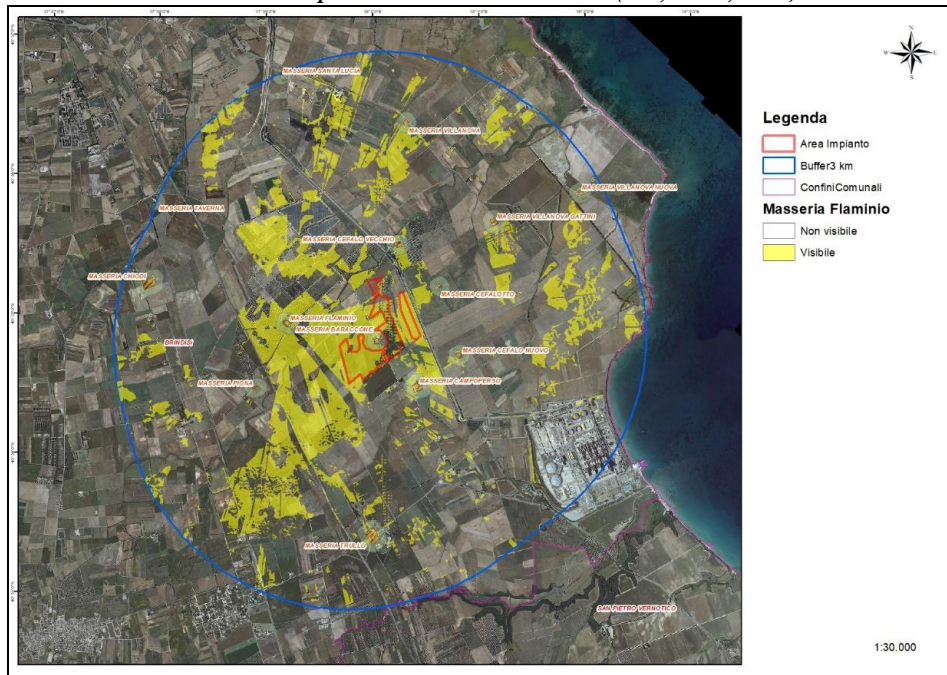 N
W E
S
MASSERIA SANTA LUCIA
MASSERIA VILLANOVA
MASSERIA VILLANOVA NUOVA
MASSERIA TAVERNA
MASSERIA VILLANOVA GATTINI
MASSERIA CEFALO VECCHIO
MASSERIA CHIODI
MASSERIA CEFALOTTO
MASSERIA FLAMINIO
MASSERIA BARACCONE
BRINDISI
MASSERIA CEFALO NUOVO
MASSERIA PIGNA
MASSERIA CAMPOPERSO
MASSERIA TRULLO
SAN PIETRO VERNOTICO
Legenda
Area Impianto
Buffer3 km
ConfiniComunali
Masseria Flaminio
Non visibile
Visibile
1:30.000